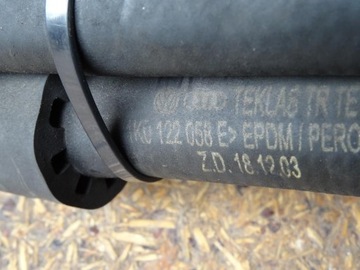 TEKLAS TR TE
1K0 122 058 E> EPDM / PERO
Z.D. 18.12.03